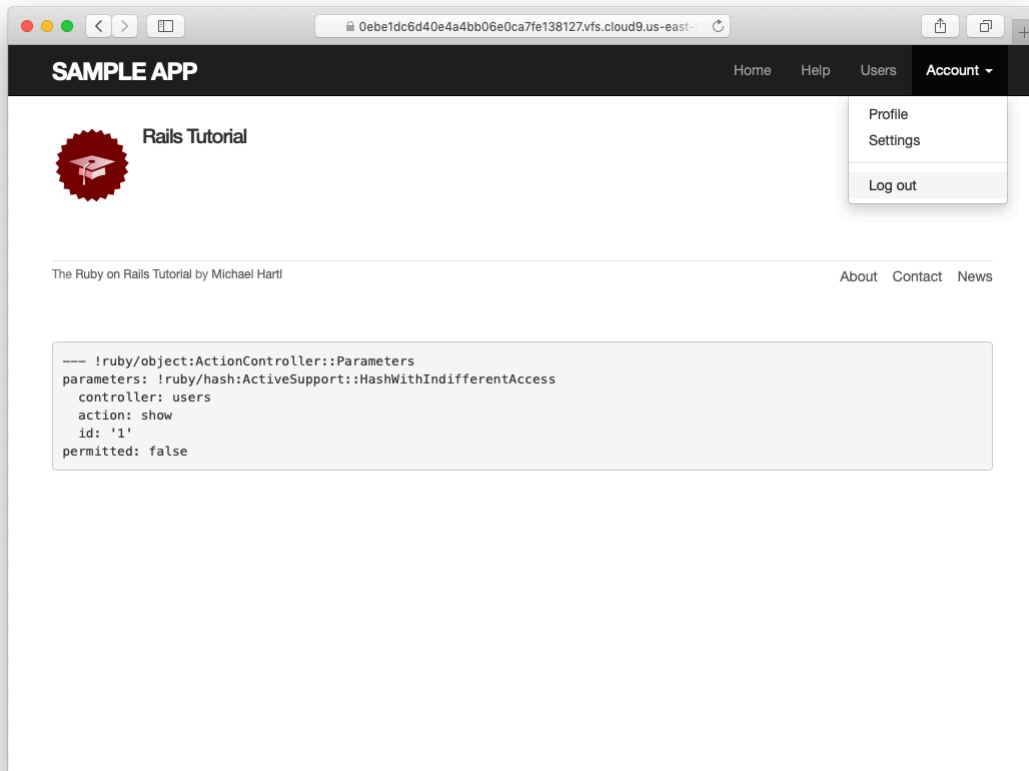 0ebe1dc6d40e4a4bb06e0ca7fe138127.vfs.cloud9.us-east-
SAMPLE APP
Home Help Users Account
Profile
Settings
Log out
Rails Tutorial
The Ruby on Rails Tutorial by Michael Hartl
About Contact News
--- !ruby/object:ActionController::Parameters
parameters: !ruby/hash:ActiveSupport::HashWithIndifferentAccess
  controller: users
  action: show
  id: '1'
permitted: false